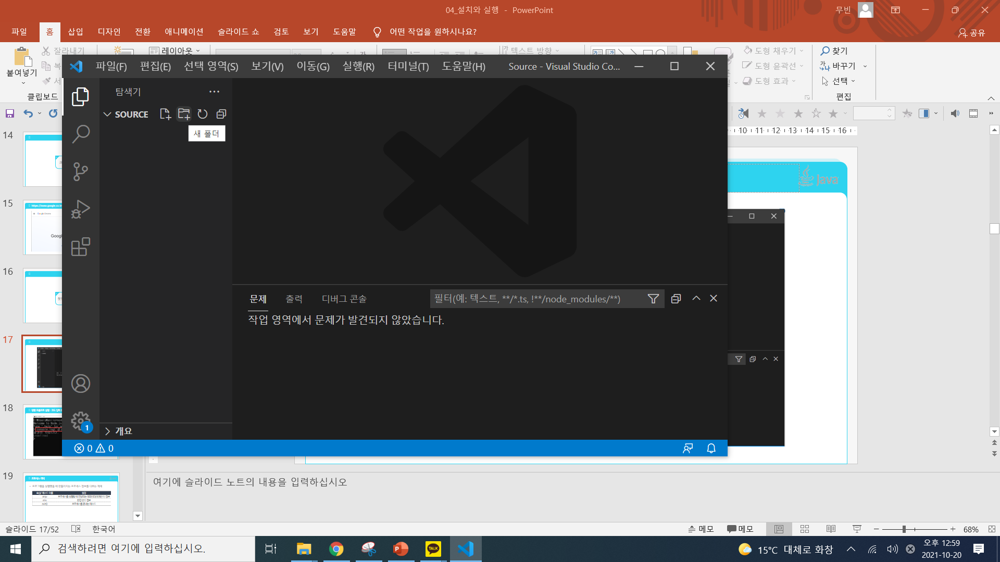 04_설치와 실행 - PowerPoint
무빈
파일 홈 삽입 디자인 전환 애니메이션 슬라이드 쇼 검토 보기 도움말 어떤 작업을 원하시나요?
공유
붙여넣기
잘라내기
클립보드
레이아웃
텍스트 방향
도형 채우기
도형 윤곽선
도형 효과
찾기
바꾸기
선택
편집
파일(F) 편집(E) 선택 영역(S) 보기(V) 이동(G) 실행(R) 터미널(T) 도움말(H) Source - Visual Studio Co...
탐색기
SOURCE
새 폴더
문제 출력 디버그 콘솔 필터(예: 텍스트, **/*.ts, !**/node_modules/**)
작업 영역에서 문제가 발견되지 않았습니다.
개요
1
0 0
10 11 12 13 14 15 16
Java
14
15
https://www.google.co.k
Google
16
17
18
19
여기에 슬라이드 노트의 내용을 입력하십시오
슬라이드 17/52 한국어
메모 메모 68%
검색하려면 여기에 입력하십시오.
TALK
15°C 대체로 화창
오후 12:59
2021-10-20